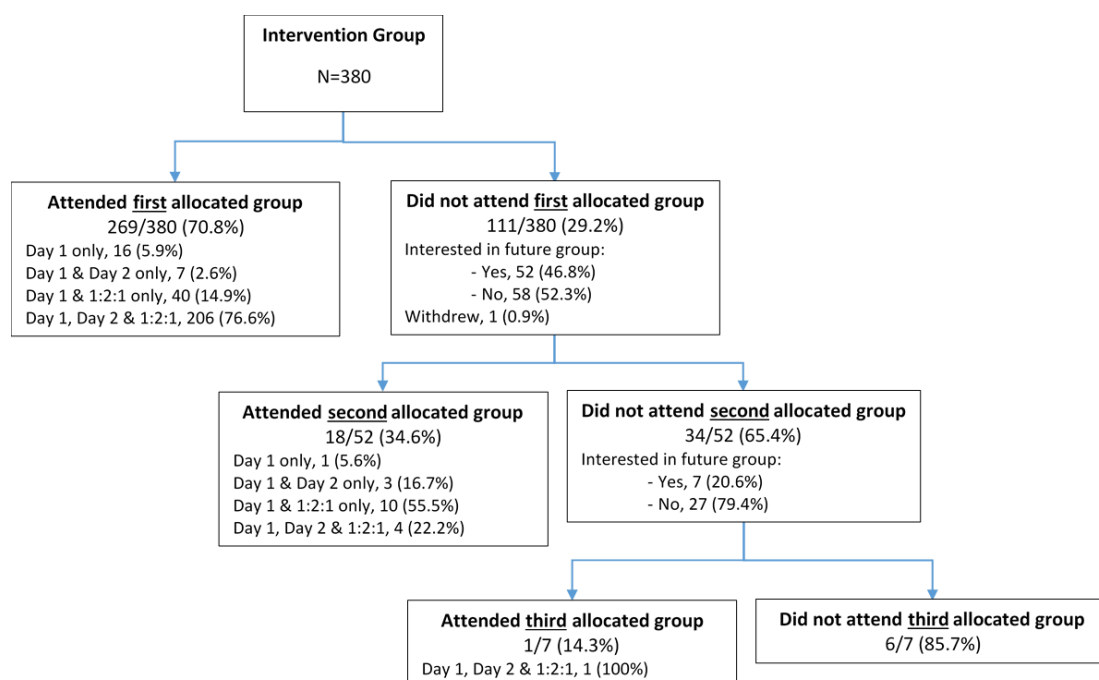 Intervention Group
N=380
Attended first allocated group
269/380 (70.8%)
Day 1 only, 16 (5.9%)
Day 1 & Day 2 only, 7 (2.6%)
Day 1 & 1:2:1 only, 40 (14.9%)
Day 1, Day 2 & 1:2:1, 206 (76.6%)
Did not attend first allocated group
111/380 (29.2%)
Interested in future group:
- Yes, 52 (46.8%)
- No, 58 (52.3%)
Withdrew, 1 (0.9%)
Attended second allocated group
18/52 (34.6%)
Day 1 only, 1 (5.6%)
Day 1 & Day 2 only, 3 (16.7%)
Day 1 & 1:2:1 only, 10 (55.5%)
Day 1, Day 2 & 1:2:1, 4 (22.2%)
Did not attend second allocated group
34/52 (65.4%)
Interested in future group:
- Yes, 7 (20.6%)
- No, 27 (79.4%)
Attended third allocated group
1/7 (14.3%)
Day 1, Day 2 & 1:2:1, 1 (100%)
Did not attend third allocated group
6/7 (85.7%)